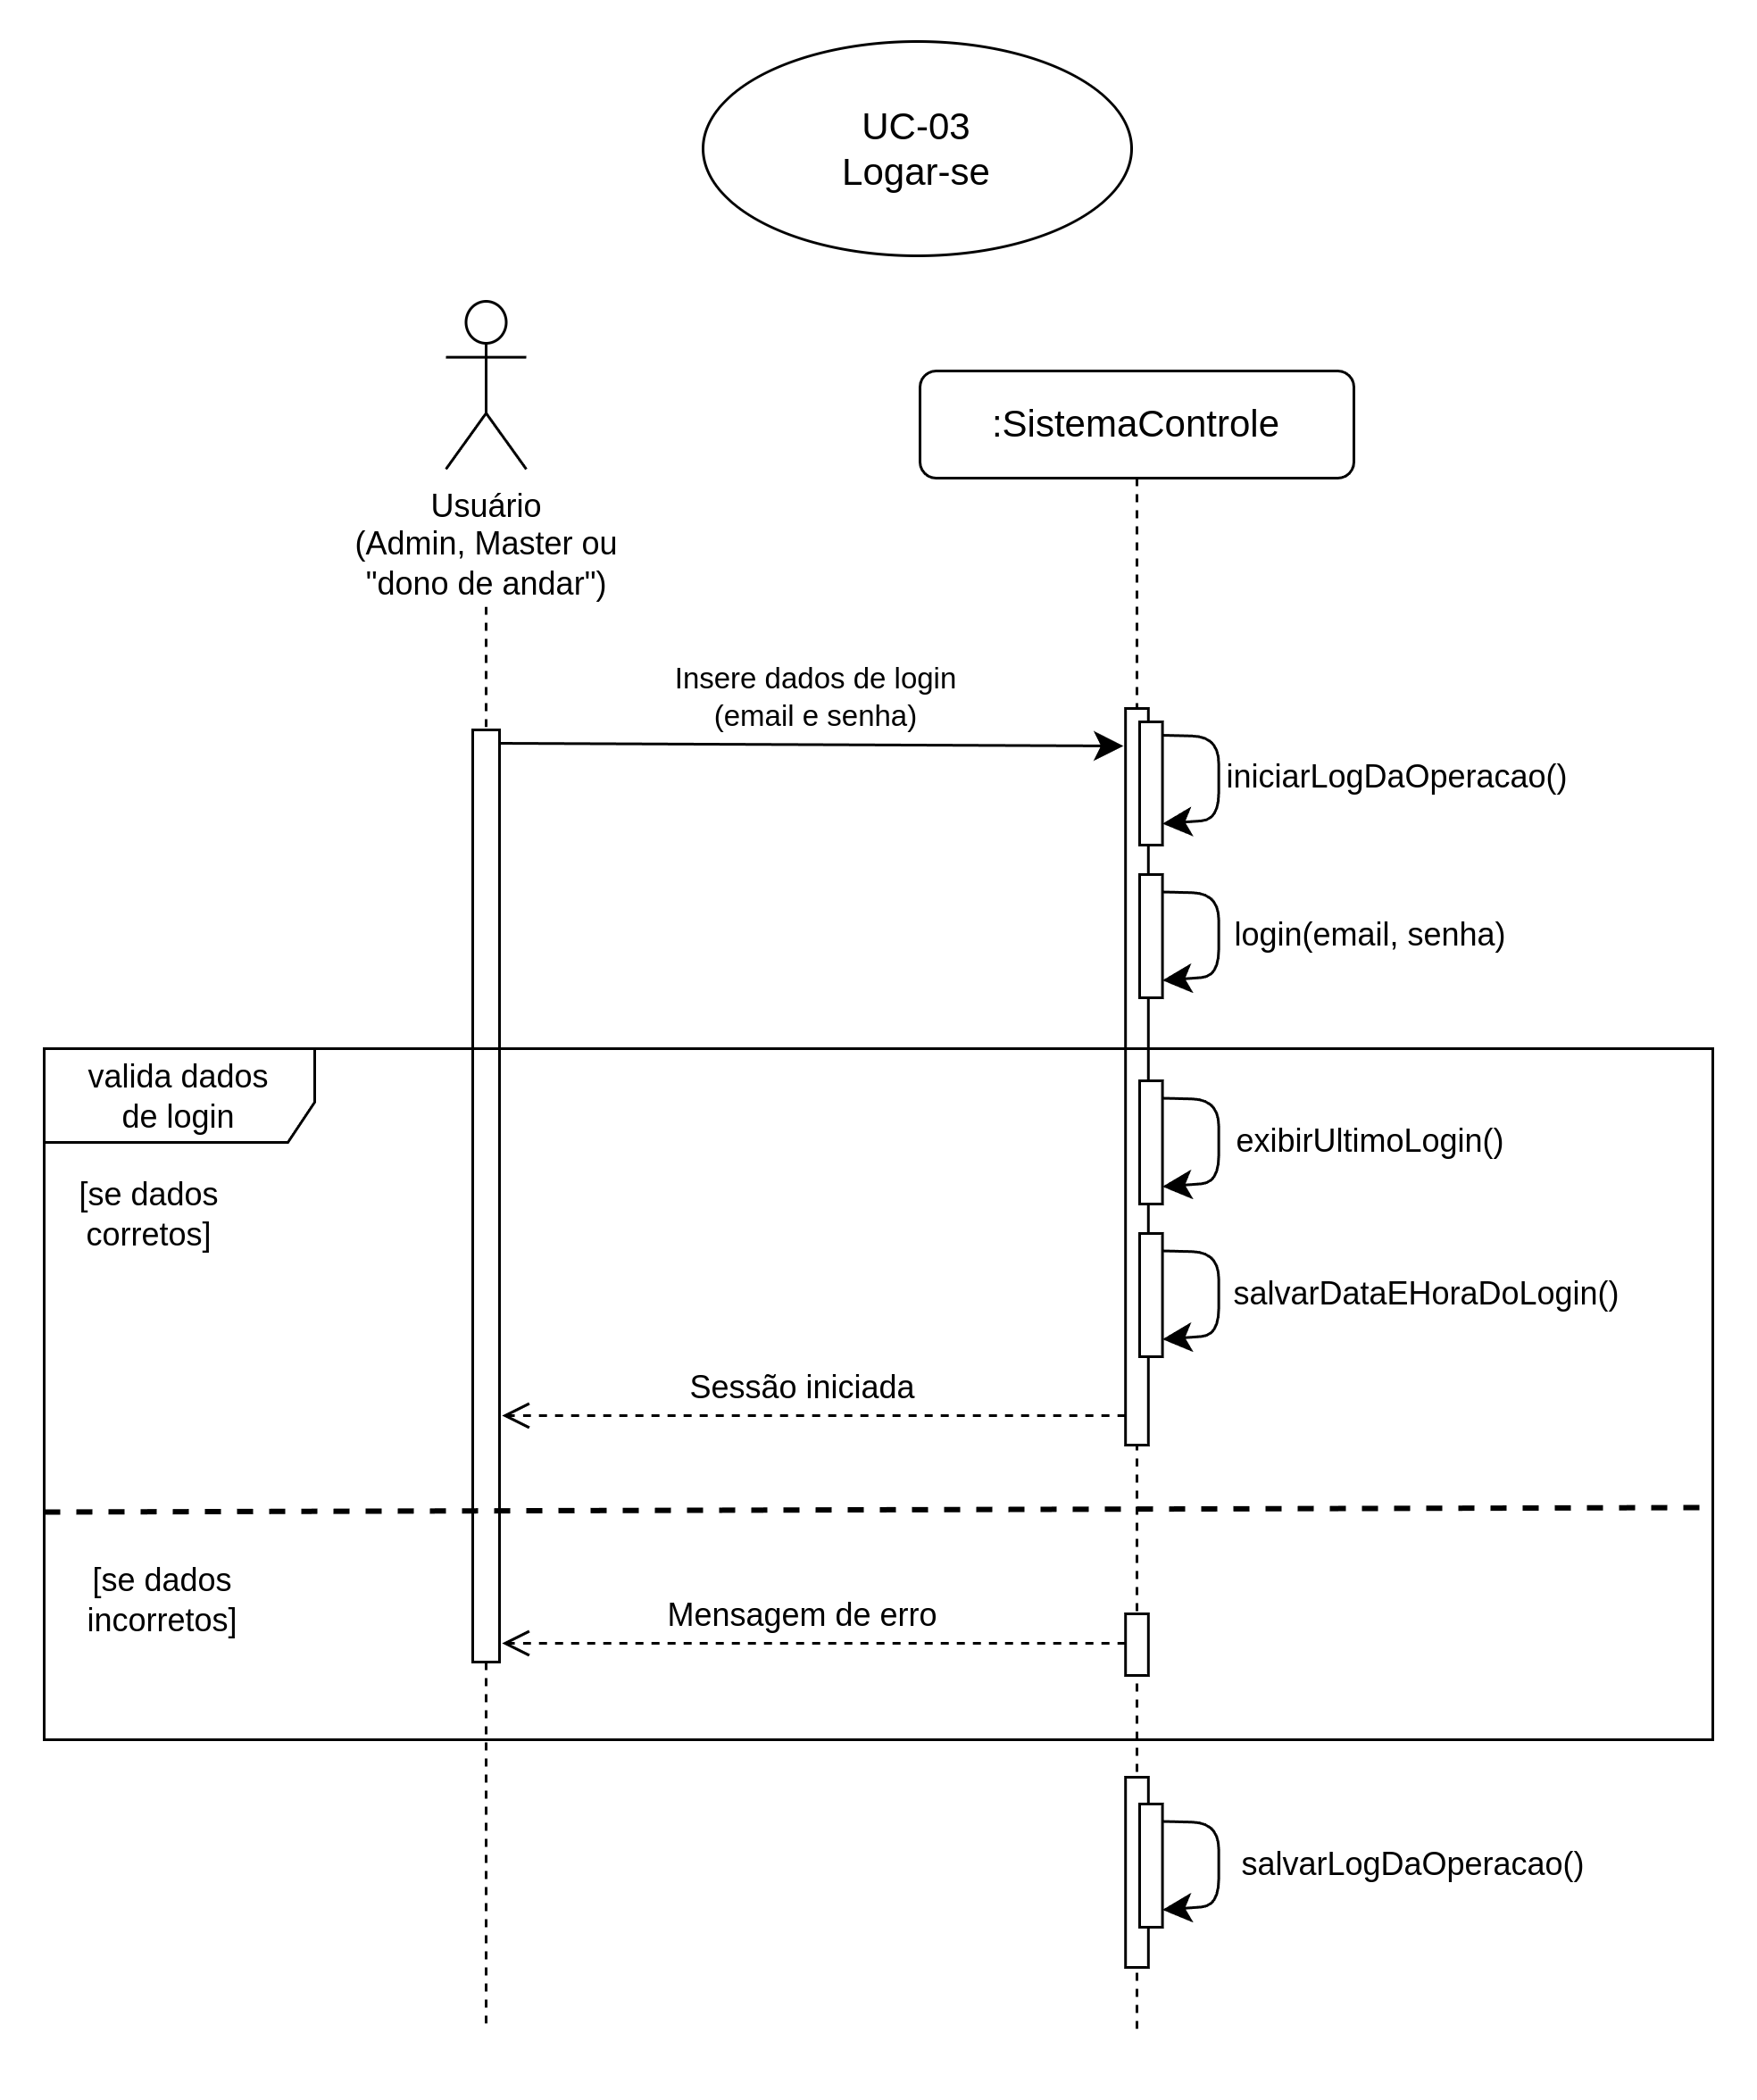 UC-03
Logar-se
:SistemaControle
Usuário
(Admin, Master ou
"dono de andar")
Insere dados de login
(email e senha)
iniciarLogDaOperacao()
login(email, senha)
valida dados
de login
exibirUltimoLogin()
[se dados
corretos]
salvarDataEHoraDoLogin()
Sessão iniciada
[se dados
incorretos]
Mensagem de erro
salvarLogDaOperacao()